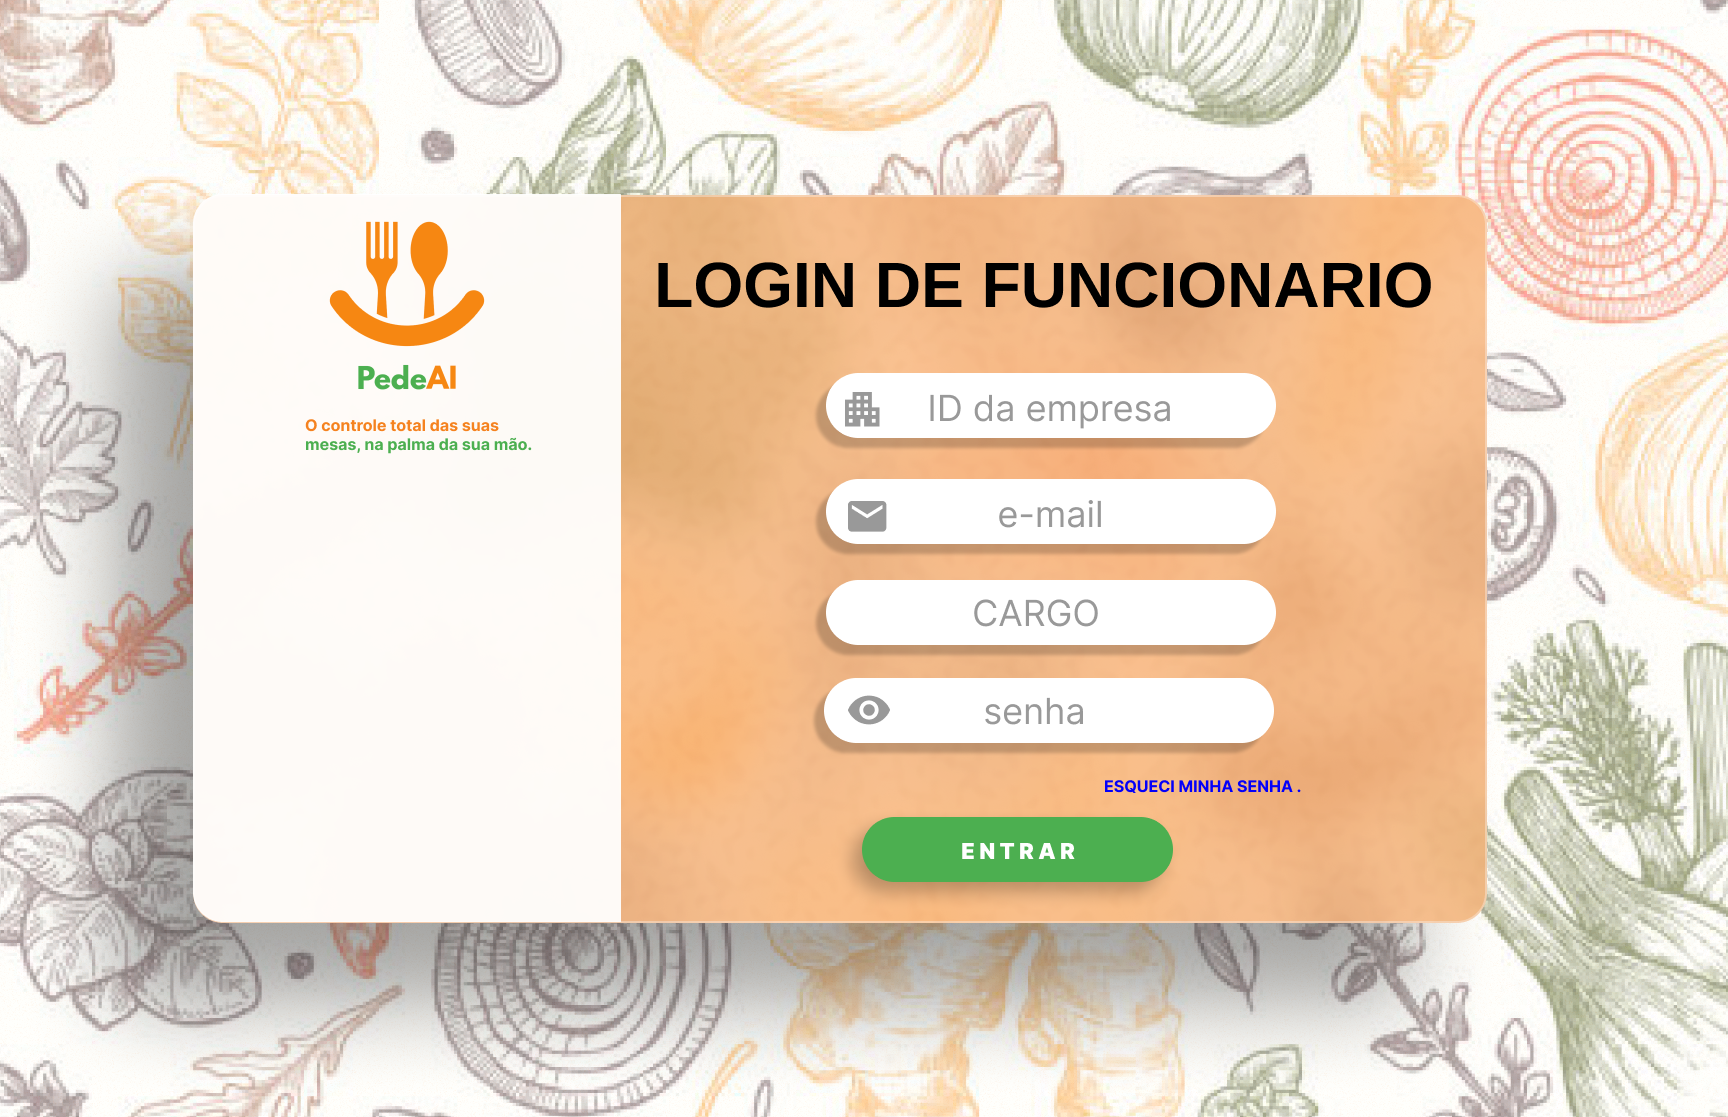 PedeAI
O controle total das suas
mesas, na palma da sua mão.
LOGIN DE FUNCIONARIO
ID da empresa
e-mail
CARGO
senha
ESQUECI MINHA SENHA .
ENTRAR